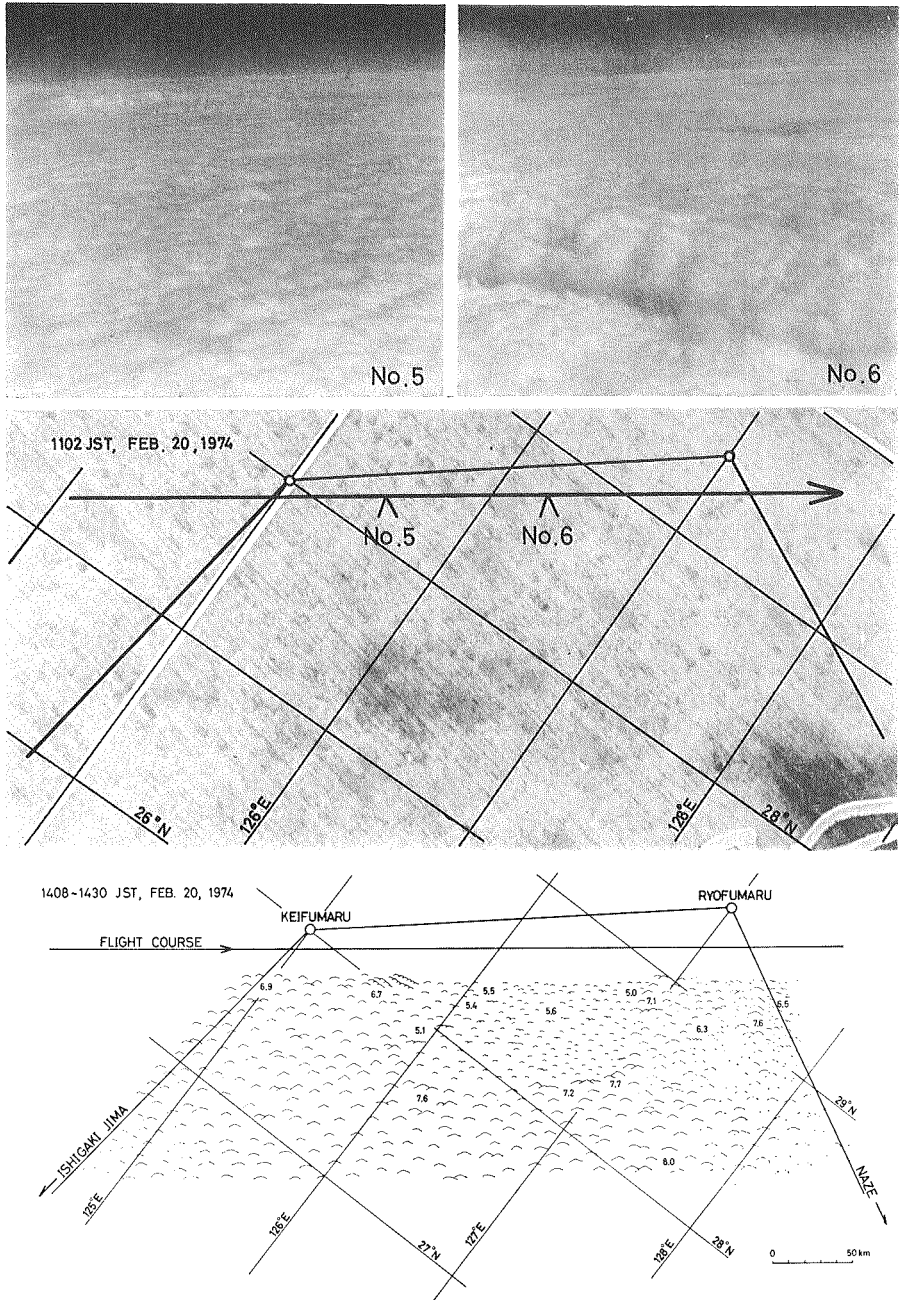 No.5
No.6
1102 JST, FEB. 20, 1974
No.5
No.6
26°N
126°E
128°E
28°N
1408~1430 JST, FEB. 20, 1974
KEIFUMARU
RYOFUMARU
FLIGHT COURSE
6.9
6.7
5.5
5.4
5.0
7.1
6.5
5.6
7.6
5.1
6.3
7.7
7.2
7.6
8.0
29°N
ISHIGAKI JIMA
NAZE
125°E
126°E
27°N
127°E
28°N
128°E
0 50 km